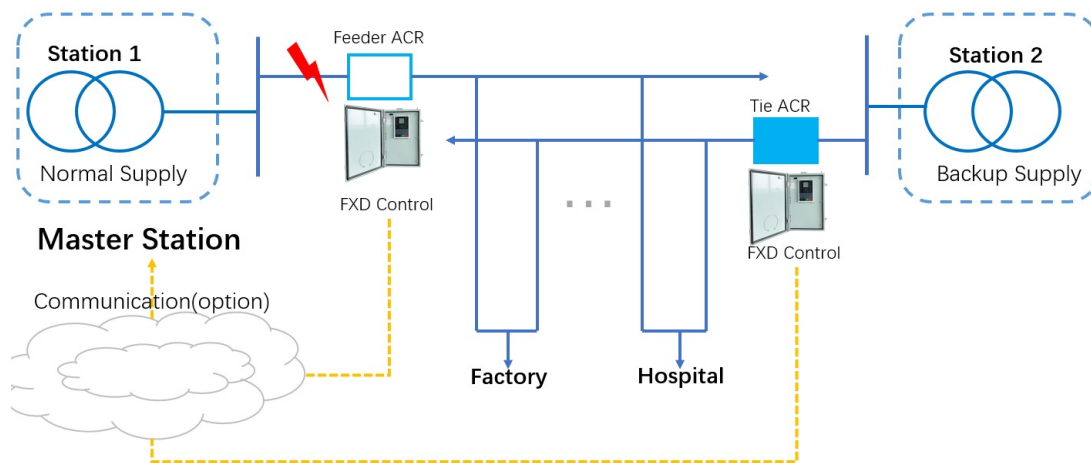 Station 1
Normal Supply
Feeder ACR
FXD Control
Tie ACR
FXD Control
Station 2
Backup Supply
Master Station
Communication(option)
Factory
Hospital